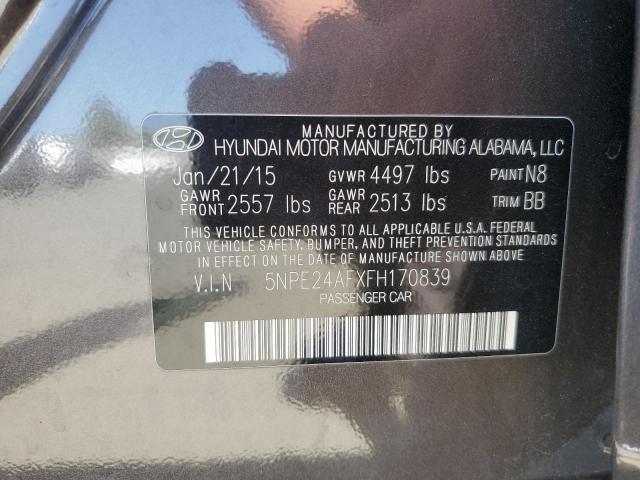 MANUFACTURED BY
HYUNDAI MOTOR MANUFACTURING ALABAMA, LLC
Jan/21/15 GVWR 4497 lbs PAINT N8
GAWR FRONT 2557 lbs GAWR REAR 2513 lbs TRIM BB
THIS VEHICLE CONFORMS TO ALL APPLICABLE U.S.A. FEDERAL
MOTOR VEHICLE SAFETY, BUMPER, AND THEFT PREVENTION STANDARDS
IN EFFECT ON THE DATE OF MANUFACTURE SHOWN ABOVE.
V.I.N 5NPE24AFXFH170839
PASSENGER CAR